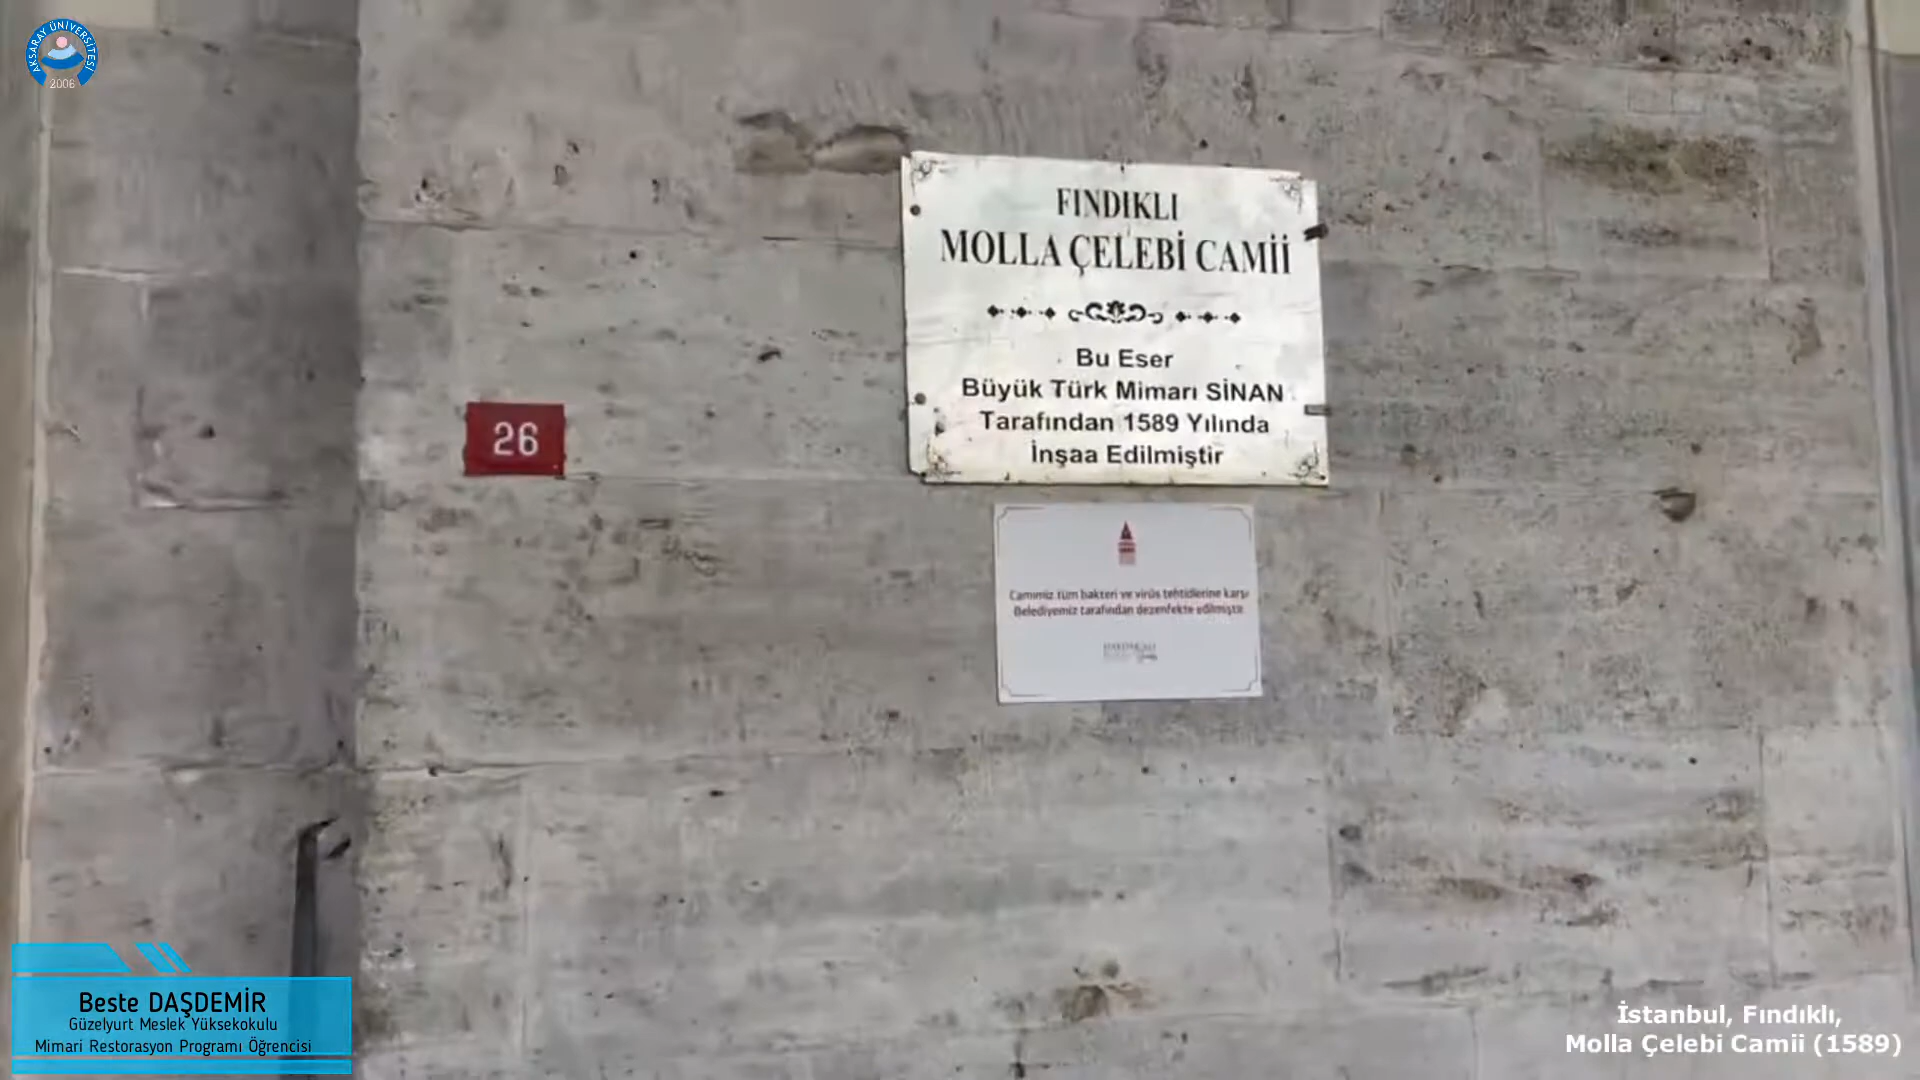 AKSARAY ÜNİVERSİTESİ
2006
FINDIKLI
MOLLA ÇELEBİ CAMİİ
Bu Eser
Büyük Türk Mimarı SİNAN
Tarafından 1589 Yılında
İnşaa Edilmiştir
26
Camimiz tüm bakteri ve virüs tehtidlerine karşı
Belediyemiz tarafından dezenfekte edilmiştir.
Beste DAŞDEMİR
Güzelyurt Meslek Yüksekokulu
Mimari Restorasyon Programı Öğrencisi
İstanbul, Fındıklı,
Molla Çelebi Camii (1589)